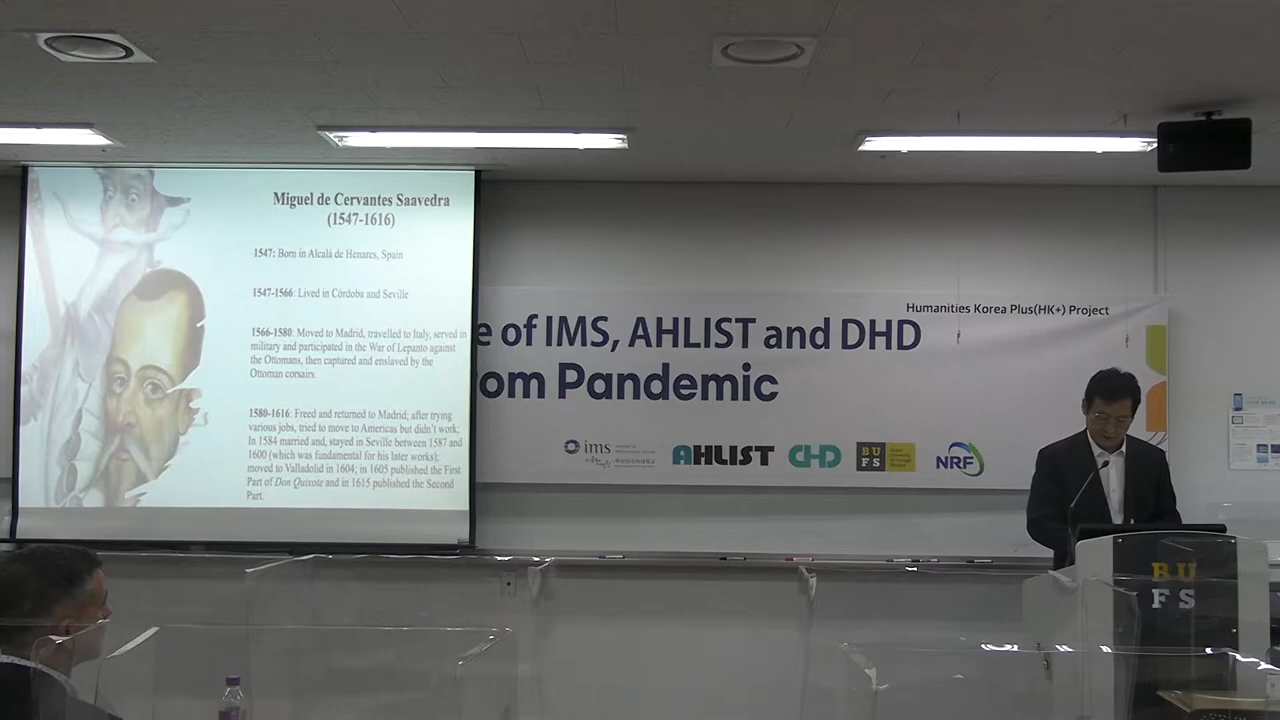 Miguel de Cervantes Saavedra
(1547-1616)
1547: Born in Alcalá de Henares, Spain
1547-1566: Lived in Córdoba and Seville
1566-1580: Moved to Madrid, travelled to Italy, served in
military and participated in the War of Lepanto against
the Ottomans, then captured and enslaved by the
Ottoman corsairs.
1580-1616: Freed and returned to Madrid; after trying
various jobs, tried to move to Americas but didn't work;
In 1584 married and, stayed in Seville between 1587 and
1600 (which was fundamental for his later works);
moved to Valladolid in 1604; in 1605 published the First
Part of Don Quixote and in 1615 published the Second
Part.
Humanities Korea Plus(HK+) Project
e of IMS, AHLIST and DHD
om Pandemic
ims
AHLIST
CHD
BU
FS
NRF
BU
FS